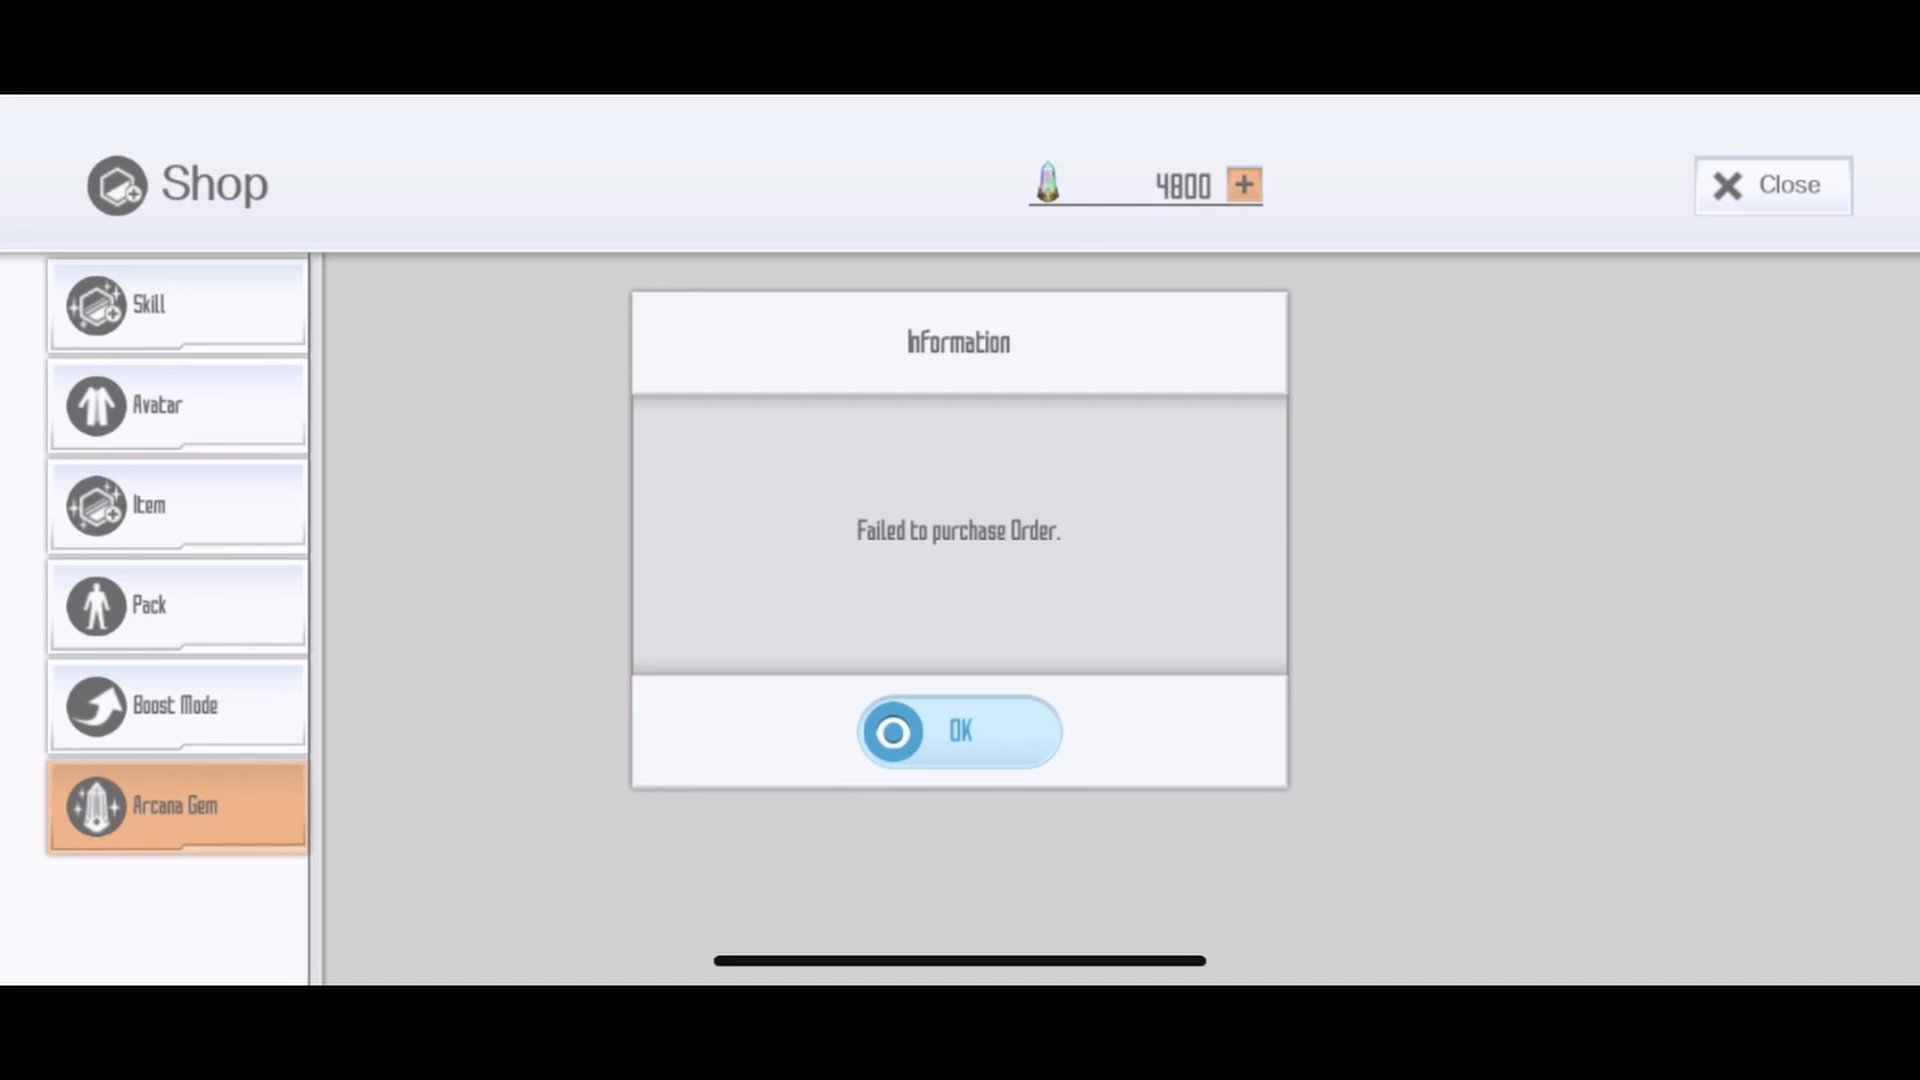 Shop
4800
Close
Skill
Avatar
Item
Pack
Boost Mode
Arcana Gem
Information
Failed to purchase Order.
OK